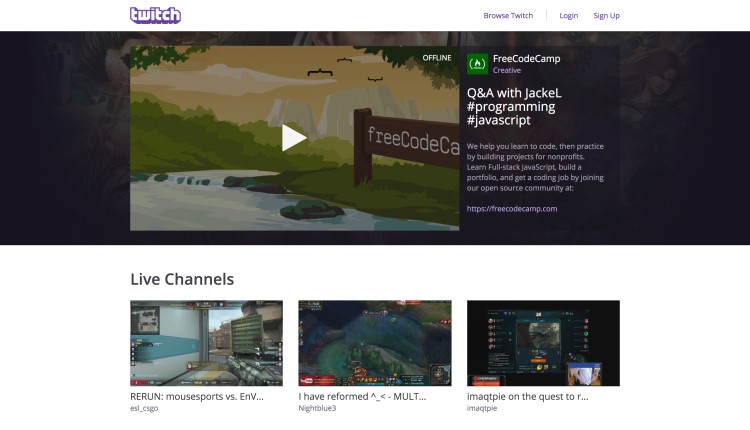 twitch
Browse Twitch
Login
Sign Up
OFFLINE
freeCodeCa
FreeCodeCamp
Creative
Q&A with JackeL
#programming
#javascript
We help you learn to code, then practice
by building projects for nonprofits.
Learn Full-stack JavaScript, build a
portfolio, and get a coding job by joining
our open source community at:
https://freecodecamp.com
Live Channels
RERUN: mousesports vs. EnV...
esl_csgo
I have reformed ^_< - MULT...
Nightblue3
imaqtpie on the quest to r...
imaqtpie